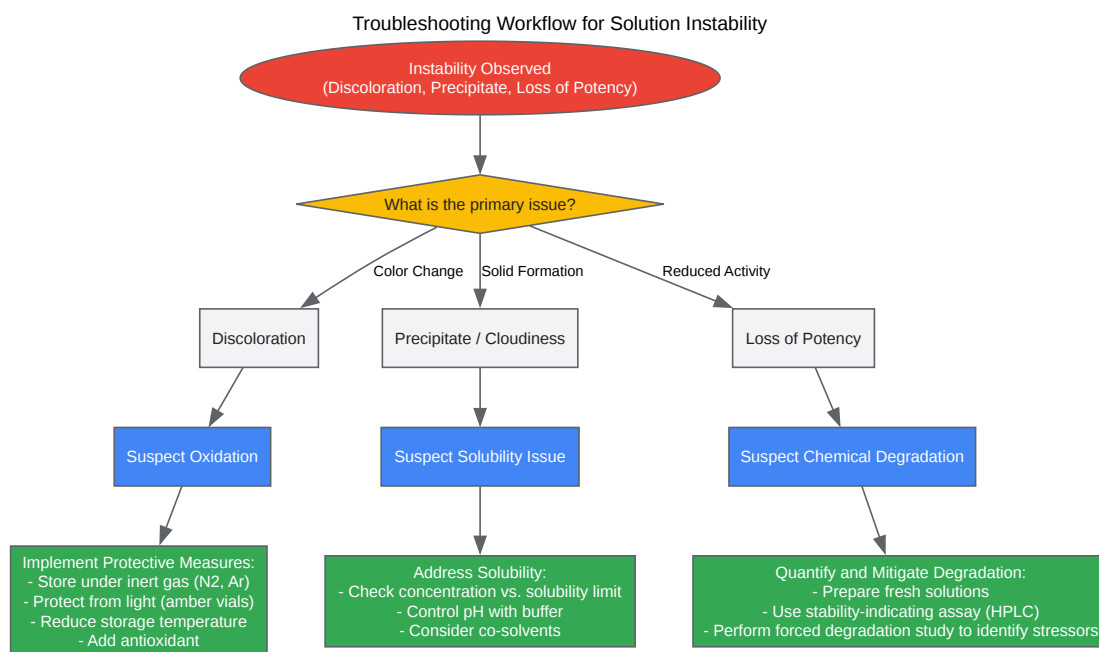 Troubleshooting Workflow for Solution Instability
Instability Observed
(Discoloration, Precipitate, Loss of Potency)
What is the primary issue?
Color Change
Solid Formation
Reduced Activity
Discoloration
Precipitate / Cloudiness
Loss of Potency
Suspect Oxidation
Suspect Solubility Issue
Suspect Chemical Degradation
Implement Protective Measures:
- Store under inert gas (N2, Ar)
- Protect from light (amber vials)
- Reduce storage temperature
- Add antioxidant
Address Solubility:
- Check concentration vs. solubility limit
- Control pH with buffer
- Consider co-solvents
Quantify and Mitigate Degradation:
- Prepare fresh solutions
- Use stability-indicating assay (HPLC)
- Perform forced degradation study to identify stressors